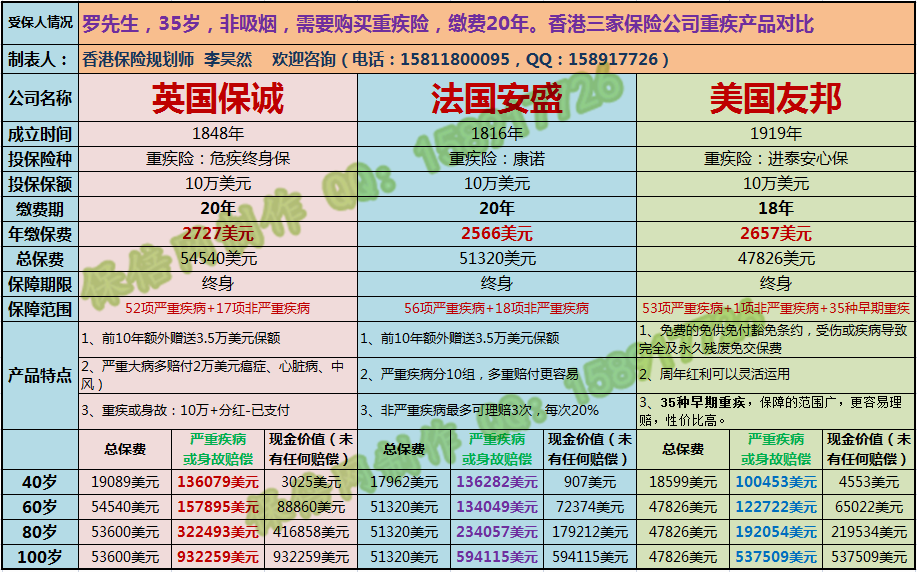 受保人情况 罗先生，35岁，非吸烟，需要购买重疾险，缴费20年。香港三家保险公司重疾产品对比
制表人： 香港保险规划师 李昊然 欢迎咨询（电话：15811800095，QQ：158917726）
公司名称 英国保诚 法国安盛 美国友邦
成立时间 1848年 1816年 1919年
投保险种 重疾险：危疾终身保 重疾险：康诺 重疾险：进泰安心保
投保保额 10万美元 10万美元 10万美元
缴费期 20年 20年 18年
年缴保费 2727美元 2566美元 2657美元
总保费 54540美元 51320美元 47826美元
保障期限 终身 终身 终身
保障范围 52项严重疾病+17项非严重疾病 56项严重疾病+18项非严重疾病 53项严重疾病+1项非严重疾病+35种早期重疾
产品特点
1、前10年额外赠送3.5万美元保额 1、前10年额外赠送3.5万美元保额 1、免费的免供免付豁免条约，受伤或疾病导致
完全及永久残废免交保费
2、严重大病多赔付2万美元癌症、心脏病、中
风） 2、严重疾病分10组，多重赔付更容易 2、周年红利可以灵活运用
3、重疾或身故：10万+分红-已支付 3、非严重疾病最多可理赔3次，每次20% 3、35种早期重疾，保障的范围广，更容易理
赔，性价比高。
总保费 严重疾病 现金价值（未 总保费 严重疾病 现金价值（未 总保费 严重疾病 现金价值（未
或身故赔偿 有任何赔偿） 或身故赔偿 有任何赔偿） 或身故赔偿 有任何赔偿）
40岁 19089美元 136079美元 3025美元 17962美元 136282美元 907美元 18599美元 100453美元 4553美元
60岁 54540美元 157895美元 88860美元 51320美元 134049美元 72374美元 47826美元 122722美元 65022美元
80岁 53600美元 322493美元 416858美元 51320美元 234057美元 179212美元 47826美元 192054美元 219534美元
100岁 53600美元 932259美元 932259美元 51320美元 594115美元 594115美元 47826美元 537509美元 537509美元
保信网创作 QQ：158917726
保信网创作 QQ：158917726